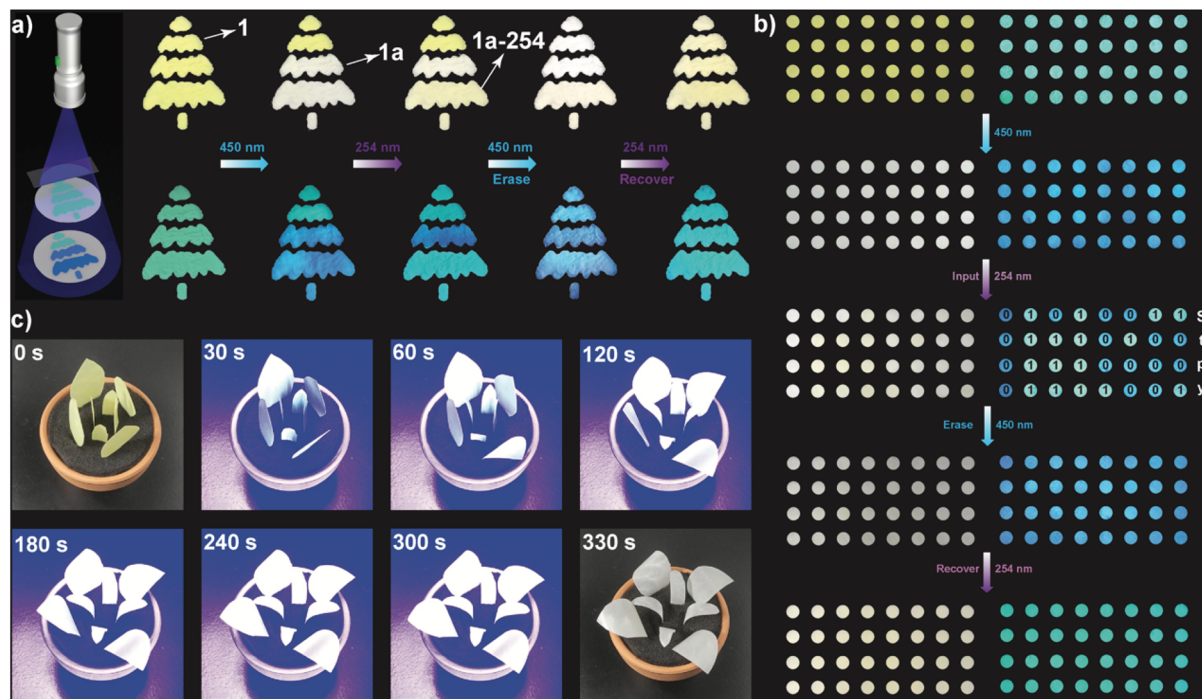 a)
1
1a
1a-254
450 nm
254 nm
450 nm
Erase
254 nm
Recover
b)
450 nm
Input 254 nm
0 1 0 1 0 0 1 1 S
0 1 1 1 0 1 0 0 t
0 1 1 1 0 0 0 0 p
0 1 1 1 1 0 0 1 y
Erase 450 nm
Recover 254 nm
c)
0 s
30 s
60 s
120 s
180 s
240 s
300 s
330 s